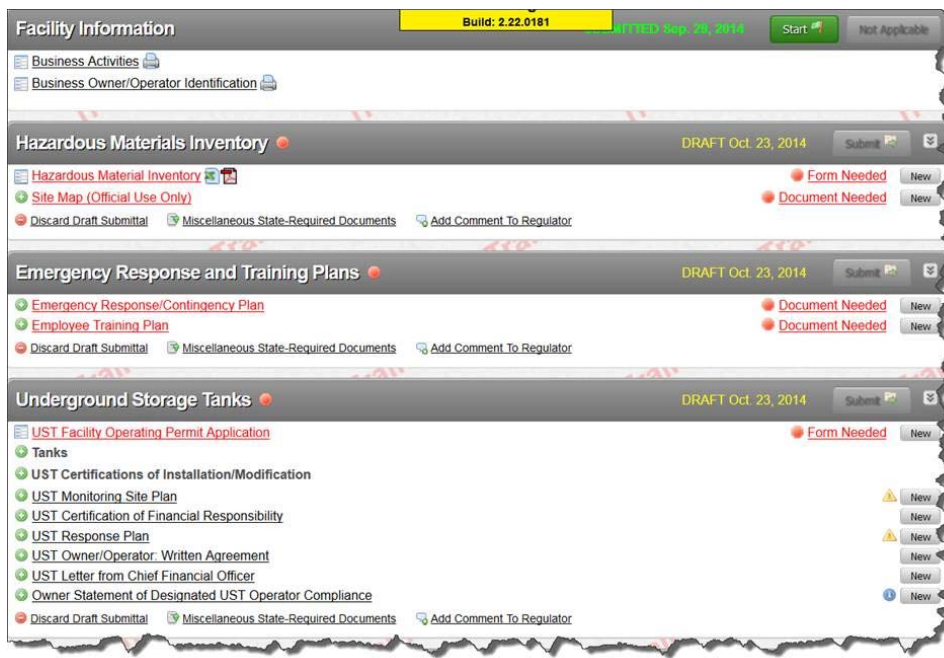 Build: 2.22.0181
Facility Information SUBMITTED Sep. 29, 2014 Start Not Applicable
Business Activities
Business Owner/Operator Identification
Hazardous Materials Inventory DRAFT Oct. 23, 2014 Submit
Hazardous Material Inventory Form Needed New
Site Map (Official Use Only) Document Needed New
Discard Draft Submittal Miscellaneous State-Required Documents Add Comment To Regulator
Emergency Response and Training Plans DRAFT Oct. 23, 2014 Submit
Emergency Response/Contingency Plan Document Needed New
Employee Training Plan Document Needed New
Discard Draft Submittal Miscellaneous State-Required Documents Add Comment To Regulator
Underground Storage Tanks DRAFT Oct. 23, 2014 Submit
UST Facility Operating Permit Application Form Needed New
Tanks
UST Certifications of Installation/Modification
UST Monitoring Site Plan New
UST Certification of Financial Responsibility New
UST Response Plan New
UST Owner/Operator: Written Agreement New
UST Letter from Chief Financial Officer New
Owner Statement of Designated UST Operator Compliance New
Discard Draft Submittal Miscellaneous State-Required Documents Add Comment To Regulator